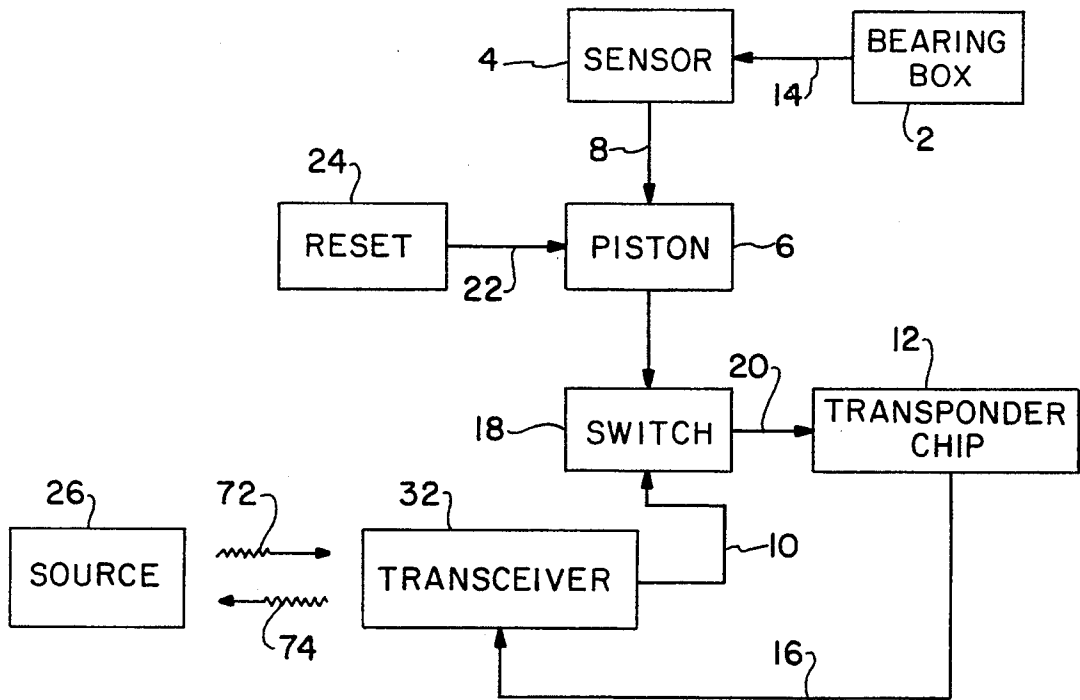 4
SENSOR
BEARING
BOX
14
2
8
24
RESET
22
PISTON
6
18
SWITCH
20
12
TRANSPONDER
CHIP
26
SOURCE
72
74
32
TRANSCEIVER
10
16